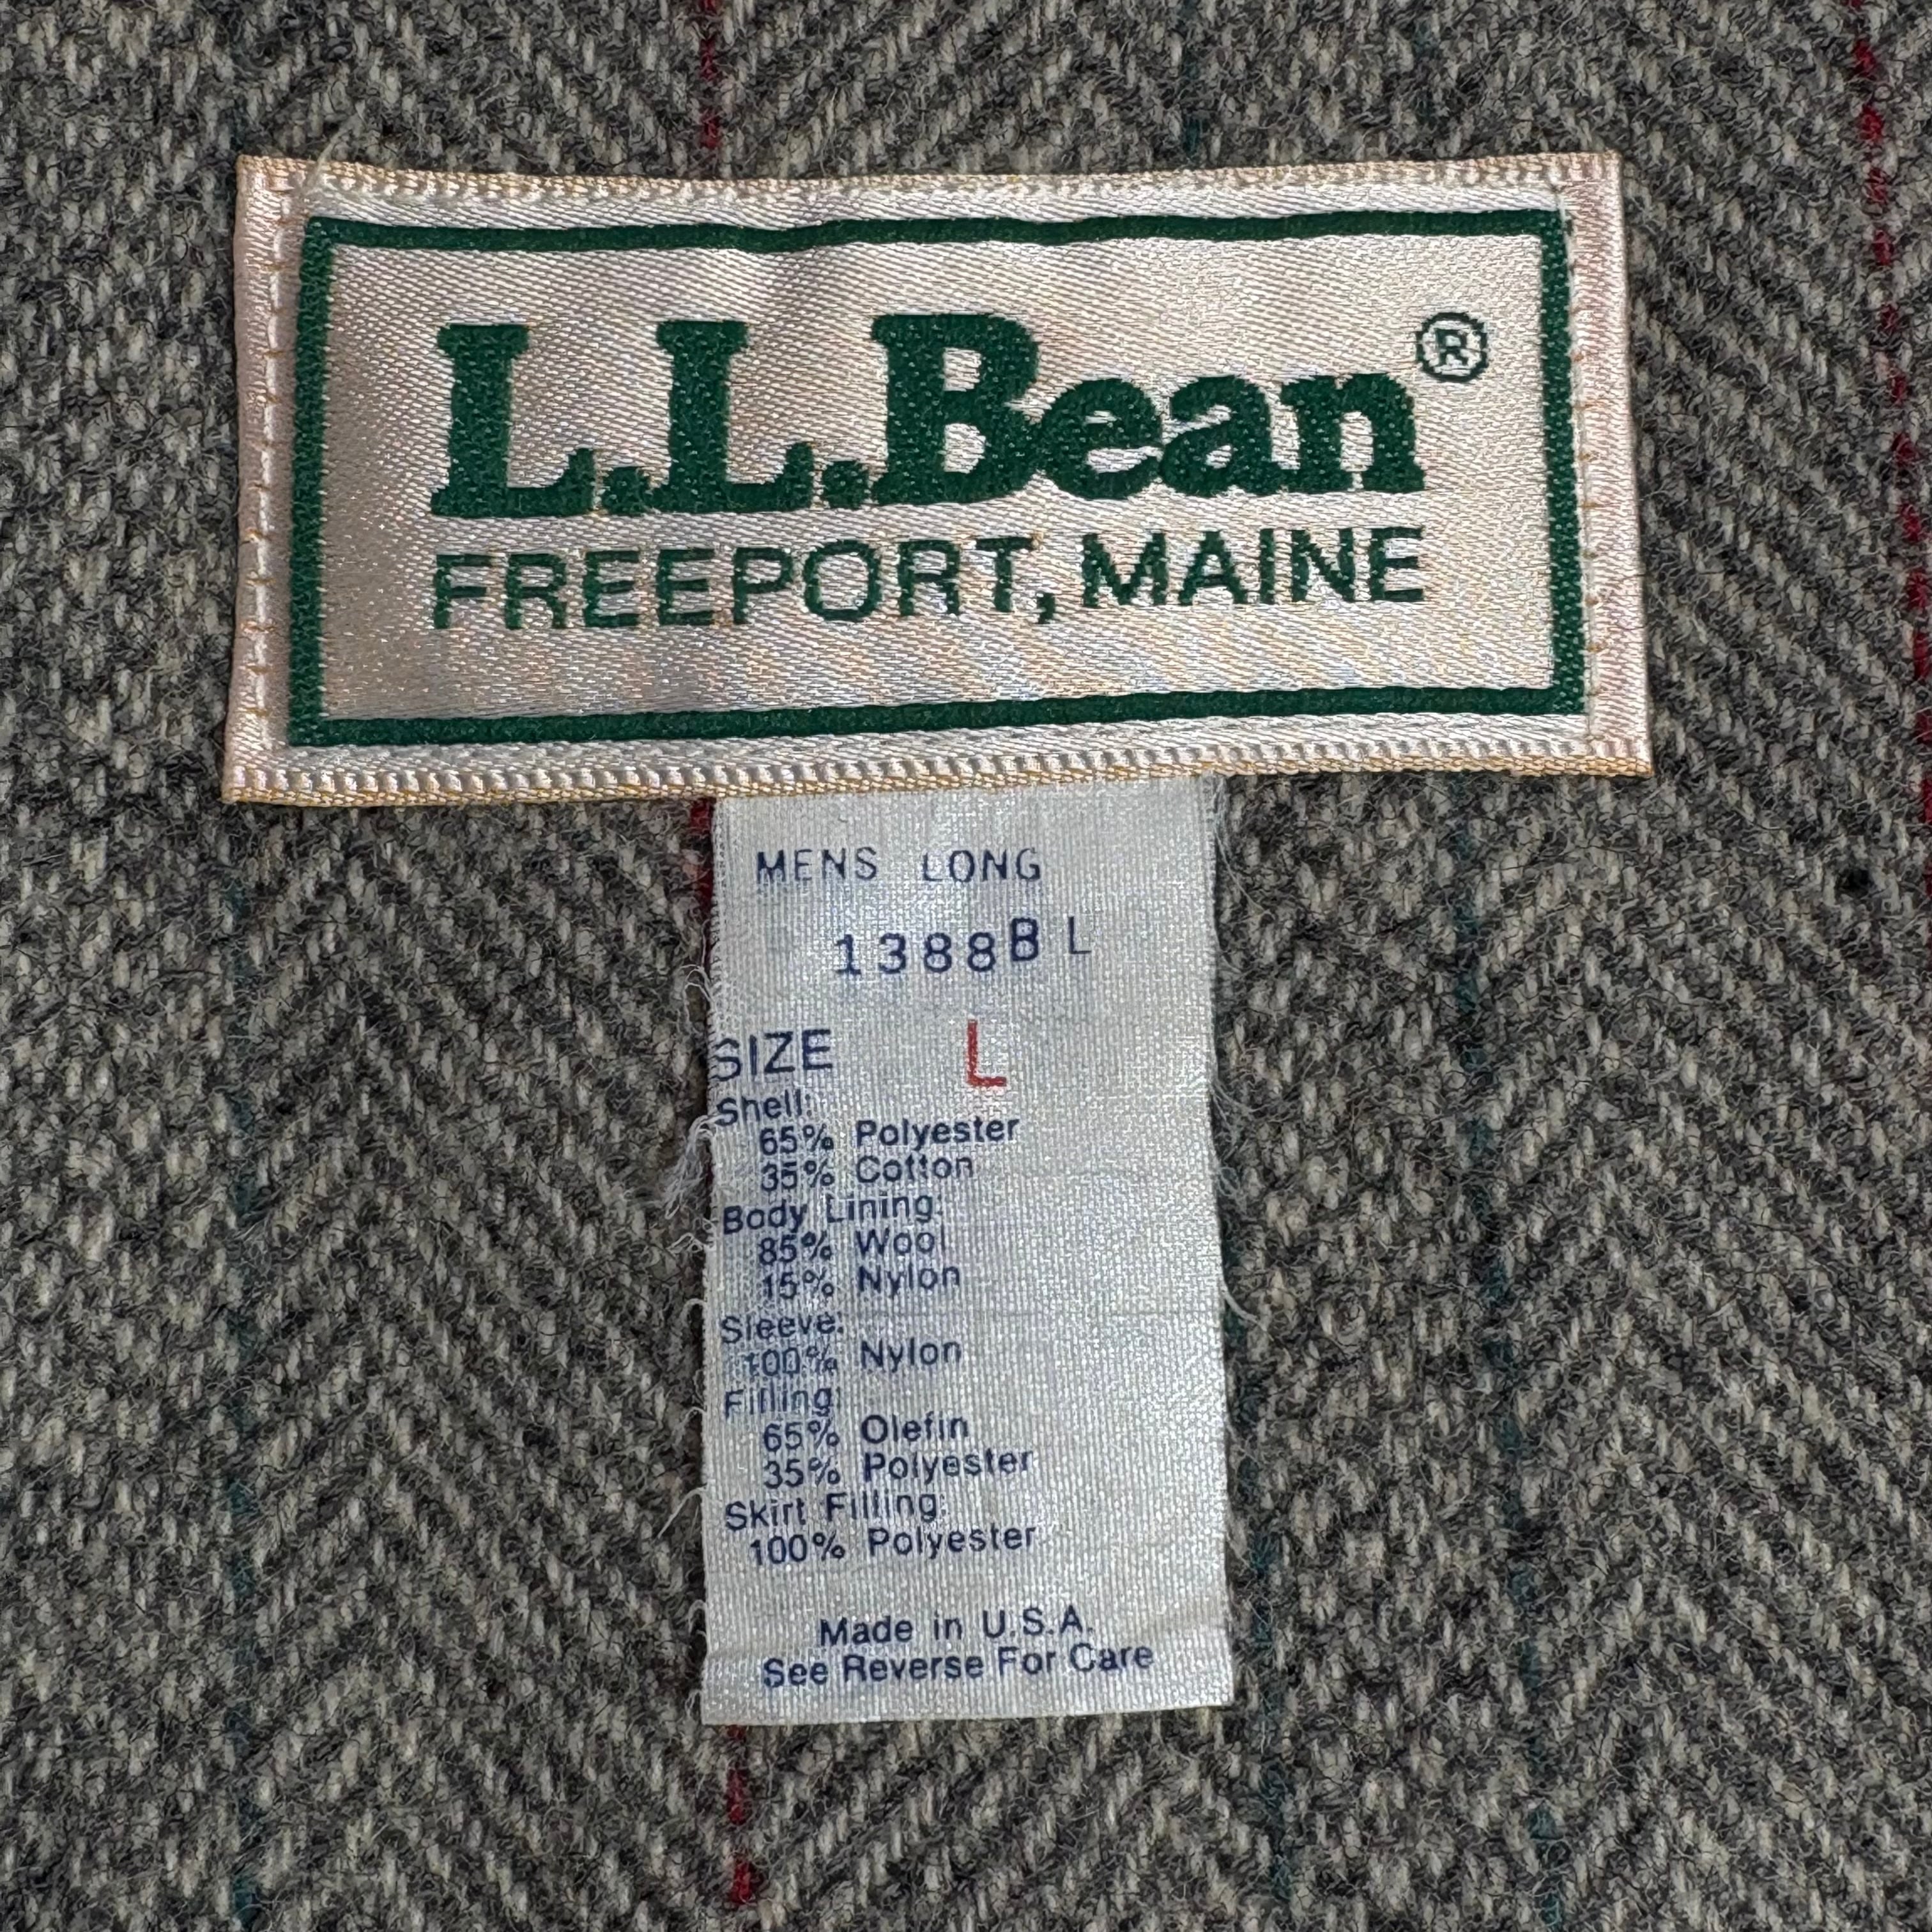 L.L.Bean®
FREEPORT, MAINE
MENS LONG
1388B L
SIZE L
Shell:
65% Polyester
35% Cotton
Body Lining:
85% Wool
15% Nylon
Sleeve:
100% Nylon
Filling:
65% Olefin
35% Polyester
Skirt Filling:
100% Polyester
Made in U.S.A.
See Reverse For Care